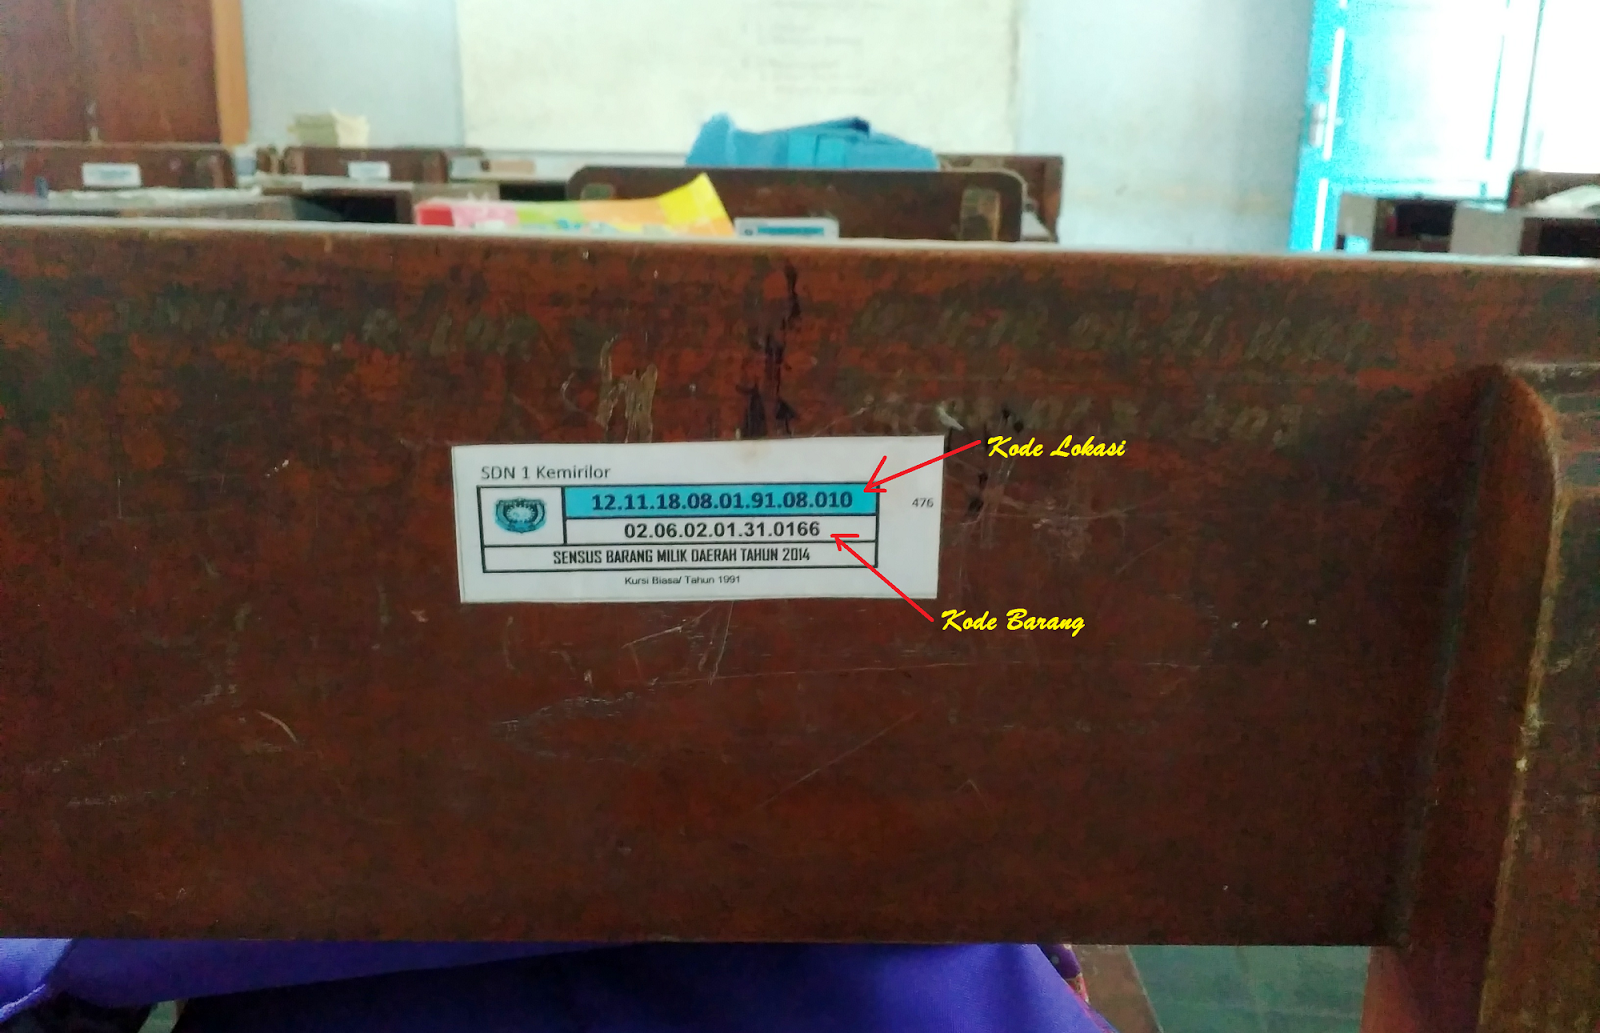 SDN 1 Kemirilor
12.11.18.08.01.91.08.010
476
02.06.02.01.31.0166
SENSUS BARANG MILIK DAERAH TAHUN 2014
Kursi Biasa/ Tahun 1991
Kode Lokasi
Kode Barang